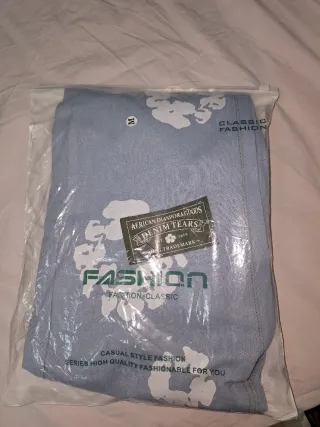 M
CLASSIC
FASHION
AFRICAN DIASPORA GOODS
DENIM TEARS
TRADEMARK
FASHION
FASHION·CLASSIC
CASUAL STYLE FASHION
SERIES HIGH QUALITY FASHIONABLE FOR YOU